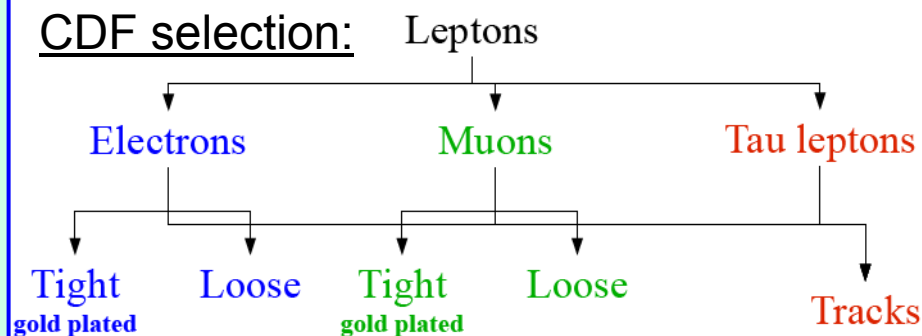 CDF selection:
Leptons
Electrons
Muons
Tau leptons
Tight
Loose
Tight
Loose
gold plated
gold plated
Tracks